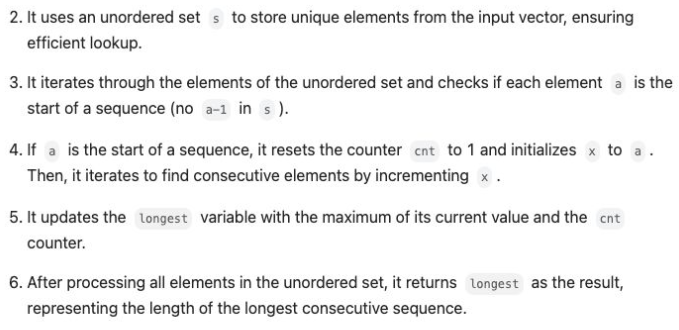 2. It uses an unordered set s to store unique elements from the input vector, ensuring
efficient lookup.
3. It iterates through the elements of the unordered set and checks if each element a is the
start of a sequence (no a-1 in s ).
4. If a is the start of a sequence, it resets the counter cnt to 1 and initializes x to a .
Then, it iterates to find consecutive elements by incrementing x .
5. It updates the longest variable with the maximum of its current value and the cnt
counter.
6. After processing all elements in the unordered set, it returns longest as the result,
representing the length of the longest consecutive sequence.